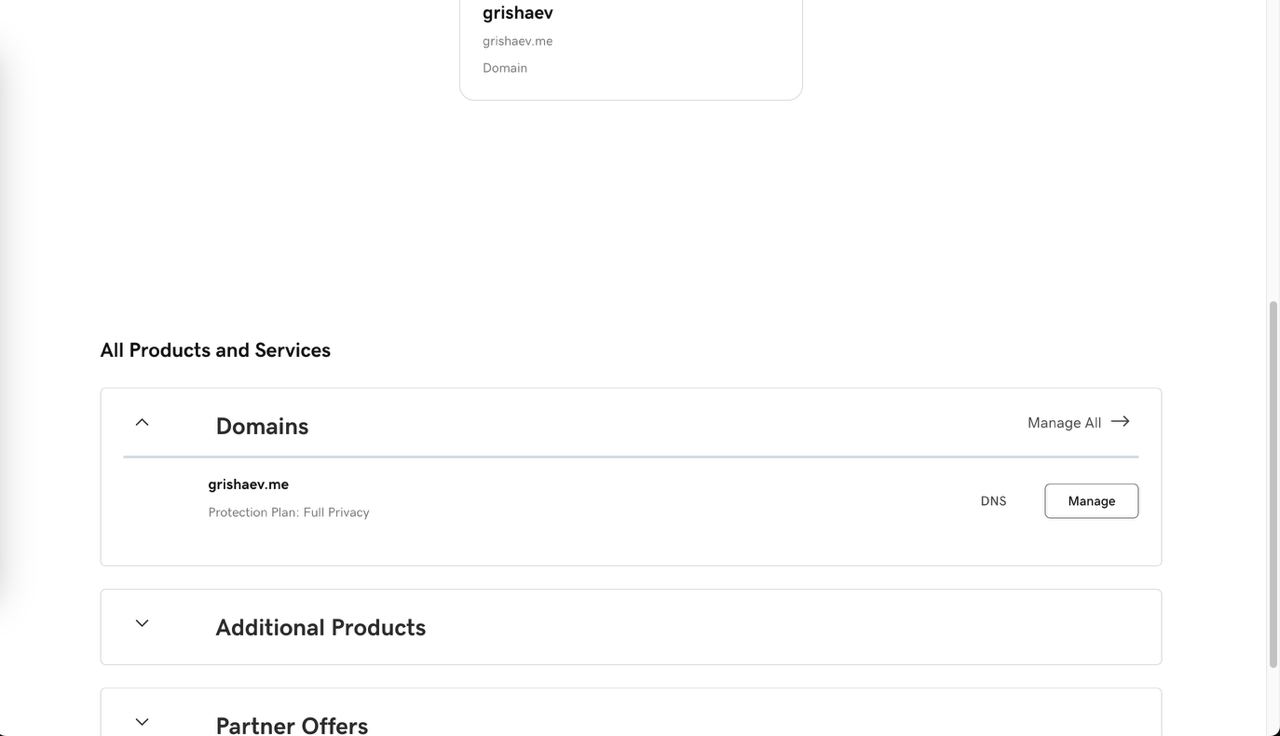 grishaev
grishaev.me
Domain
All Products and Services
Domains
Manage All
grishaev.me
Protection Plan: Full Privacy
DNS
Manage
Additional Products
Partner Offers